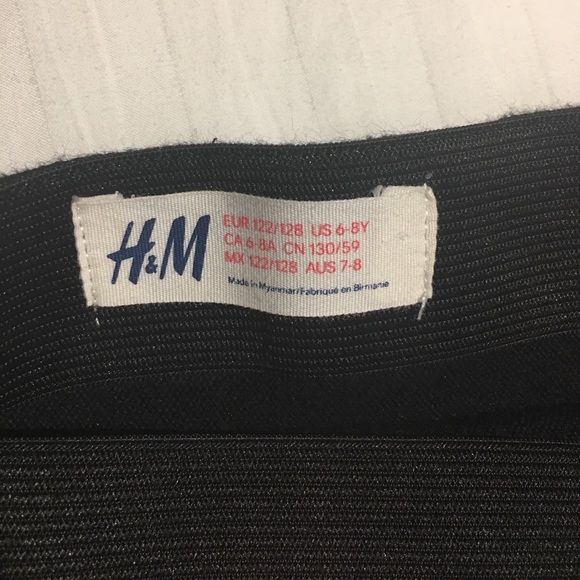 H&M
EUR 122/128 US 6-8Y
CA 6-8A CN 130/59
MX 122/128 AUS 7-8
Made in Myanmar/Fabriqué en Birmanie